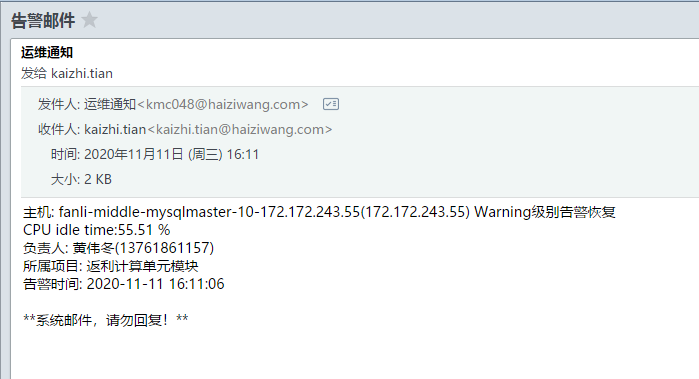 告警邮件
运维通知
发给 kaizhi.tian
发件人: 运维通知<kmc048@haiziwang.com>
收件人: kaizhi.tian<kaizhi.tian@haiziwang.com>
时间: 2020年11月11日 (周三) 16:11
大小: 2 KB
主机: fanli-middle-mysqlmaster-10-172.172.243.55(172.172.243.55) Warning级别告警恢复
CPU idle time:55.51 %
负责人: 黄伟冬(13761861157)
所属项目: 返利计算单元模块
告警时间: 2020-11-11 16:11:06
**系统邮件，请勿回复！**